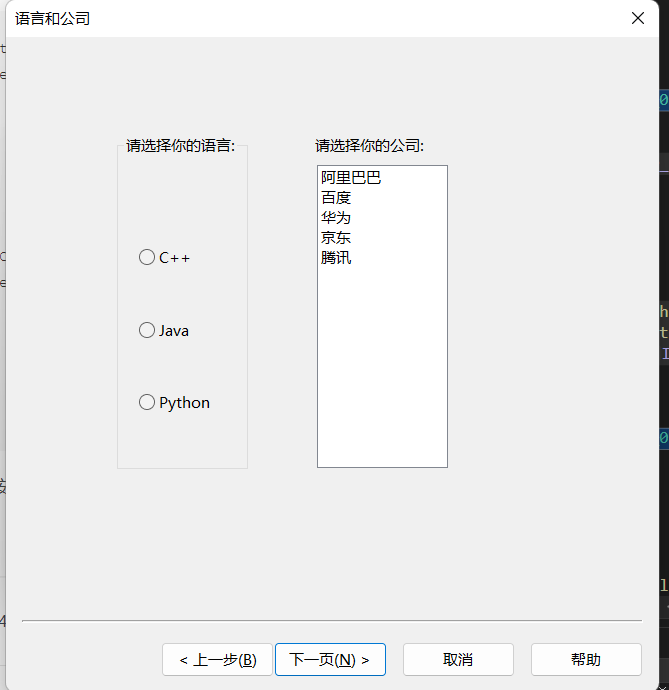 语言和公司
请选择你的语言:
请选择你的公司:
阿里巴巴
百度
华为
京东
腾讯
C++
Java
Python
< 上一步(B)
下一页(N) >
取消
帮助